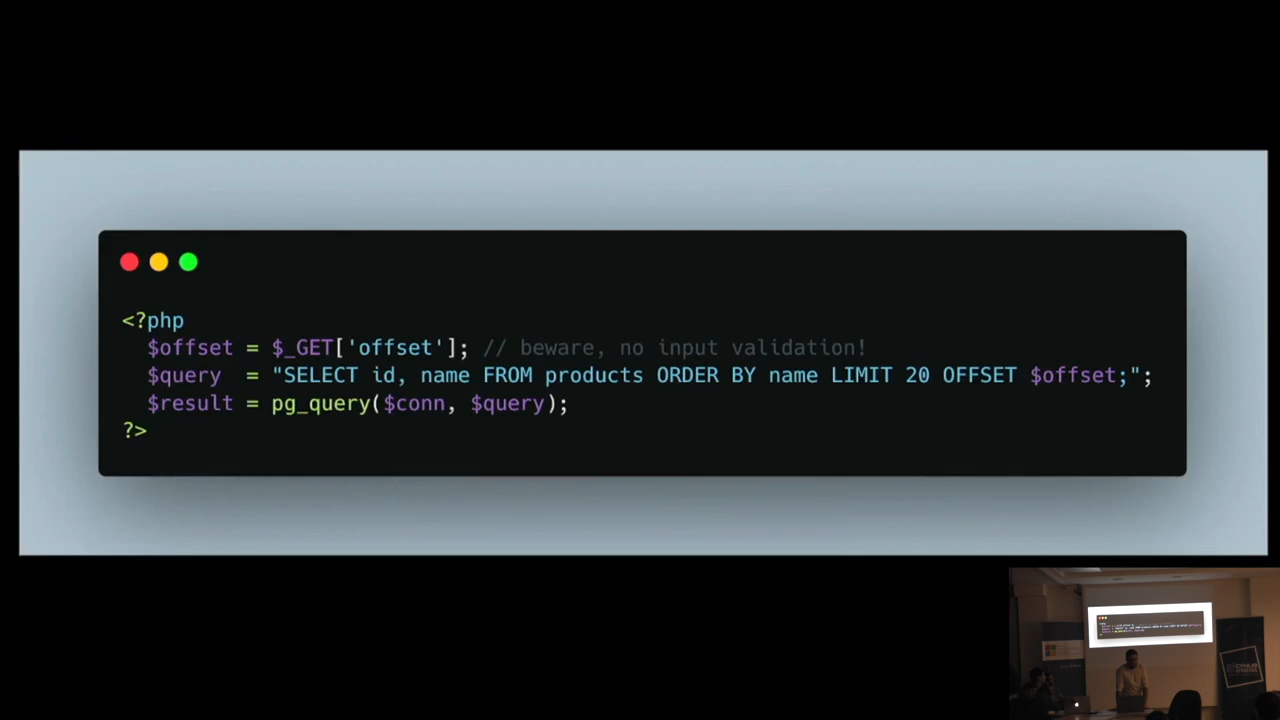 <?php
$offset = $_GET['offset']; // beware, no input validation!
$query  = "SELECT id, name FROM products ORDER BY name LIMIT 20 OFFSET $offset;";
$result = pg_query($conn, $query);
?>